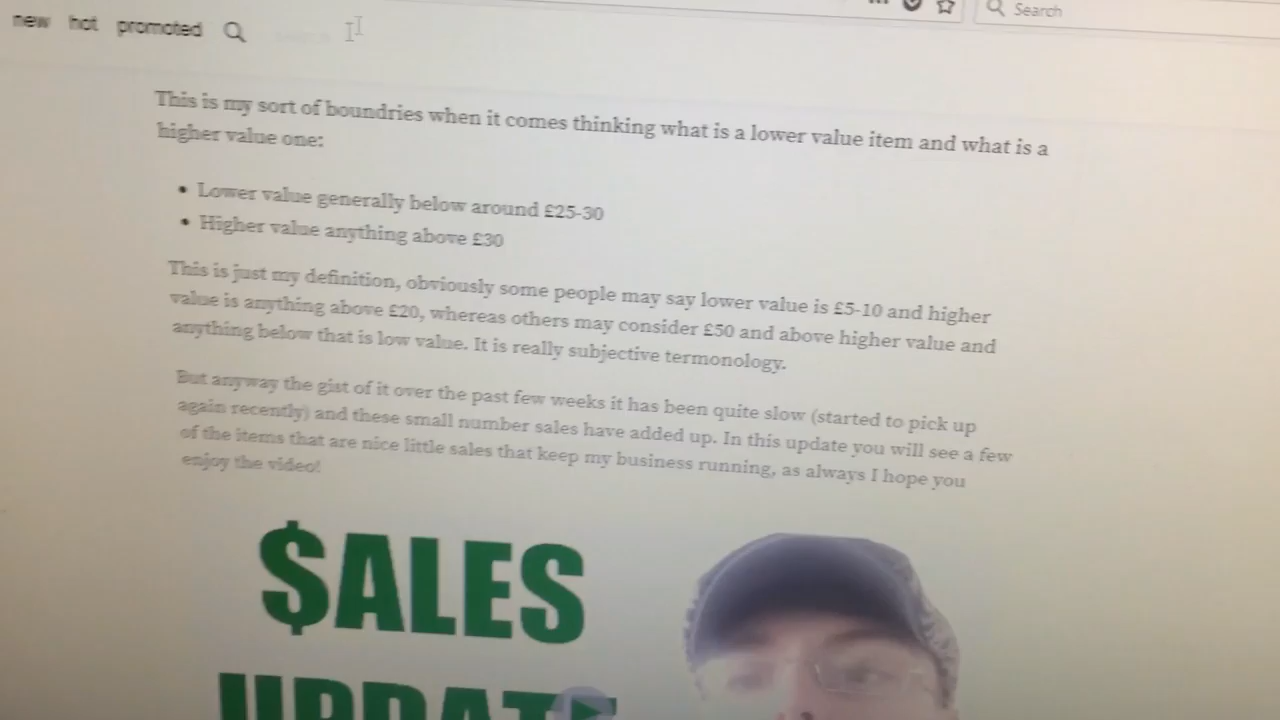 new hot promoted
Search
This is my sort of boundries when it comes thinking what is a lower value item and what is a
higher value one:
• Lower value generally below around £25-30
• Higher value anything above £30
This is just my definition, obviously some people may say lower value is £5-10 and higher
value is anything above £20, whereas others may consider £50 and above higher value and
anything below that is low value. It is really subjective termonology.
But anyway the gist of it over the past few weeks it has been quite slow (started to pick up
again recently) and these small number sales have added up. In this update you will see a few
of the items that are nice little sales that keep my business running, as always I hope you
enjoy the video!
$ALES
UPDATE